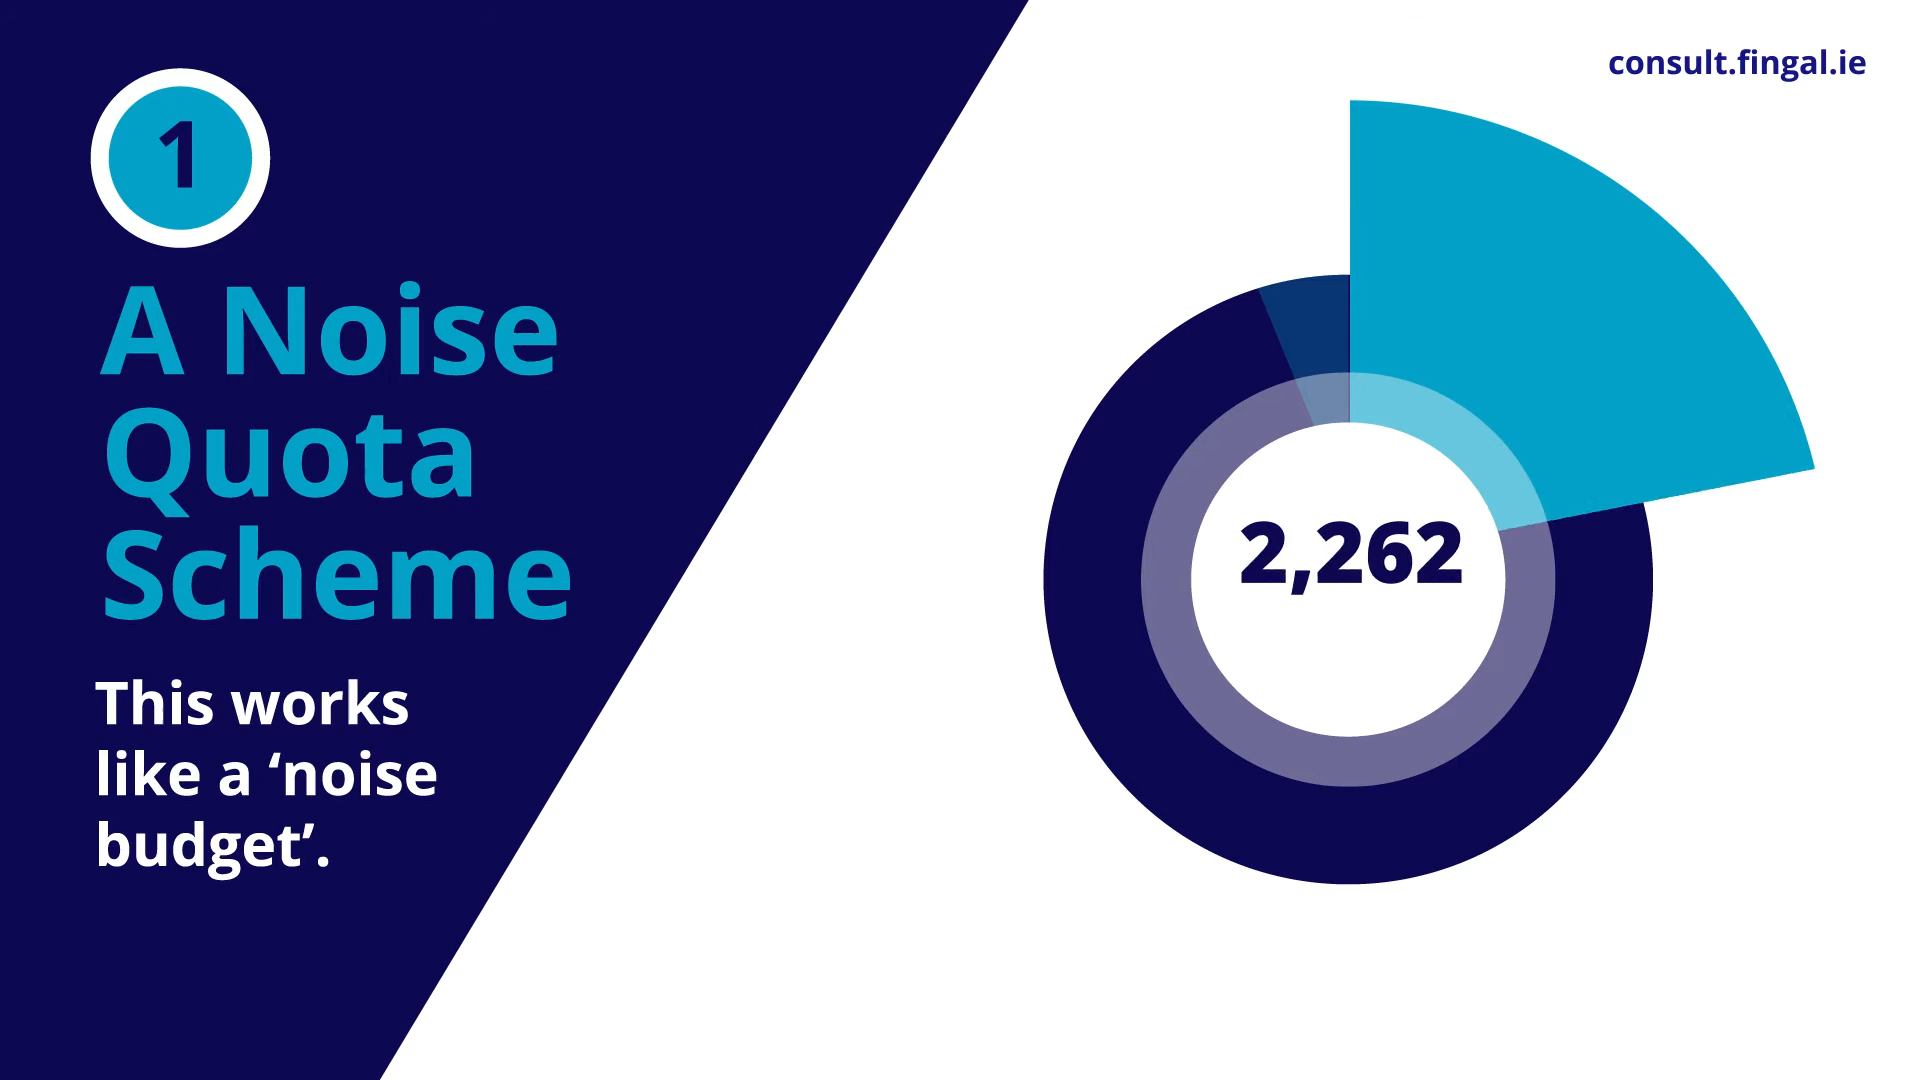 consult.fingal.ie
1
A Noise
Quota
Scheme
This works
like a ‘noise
budget’.
2,262